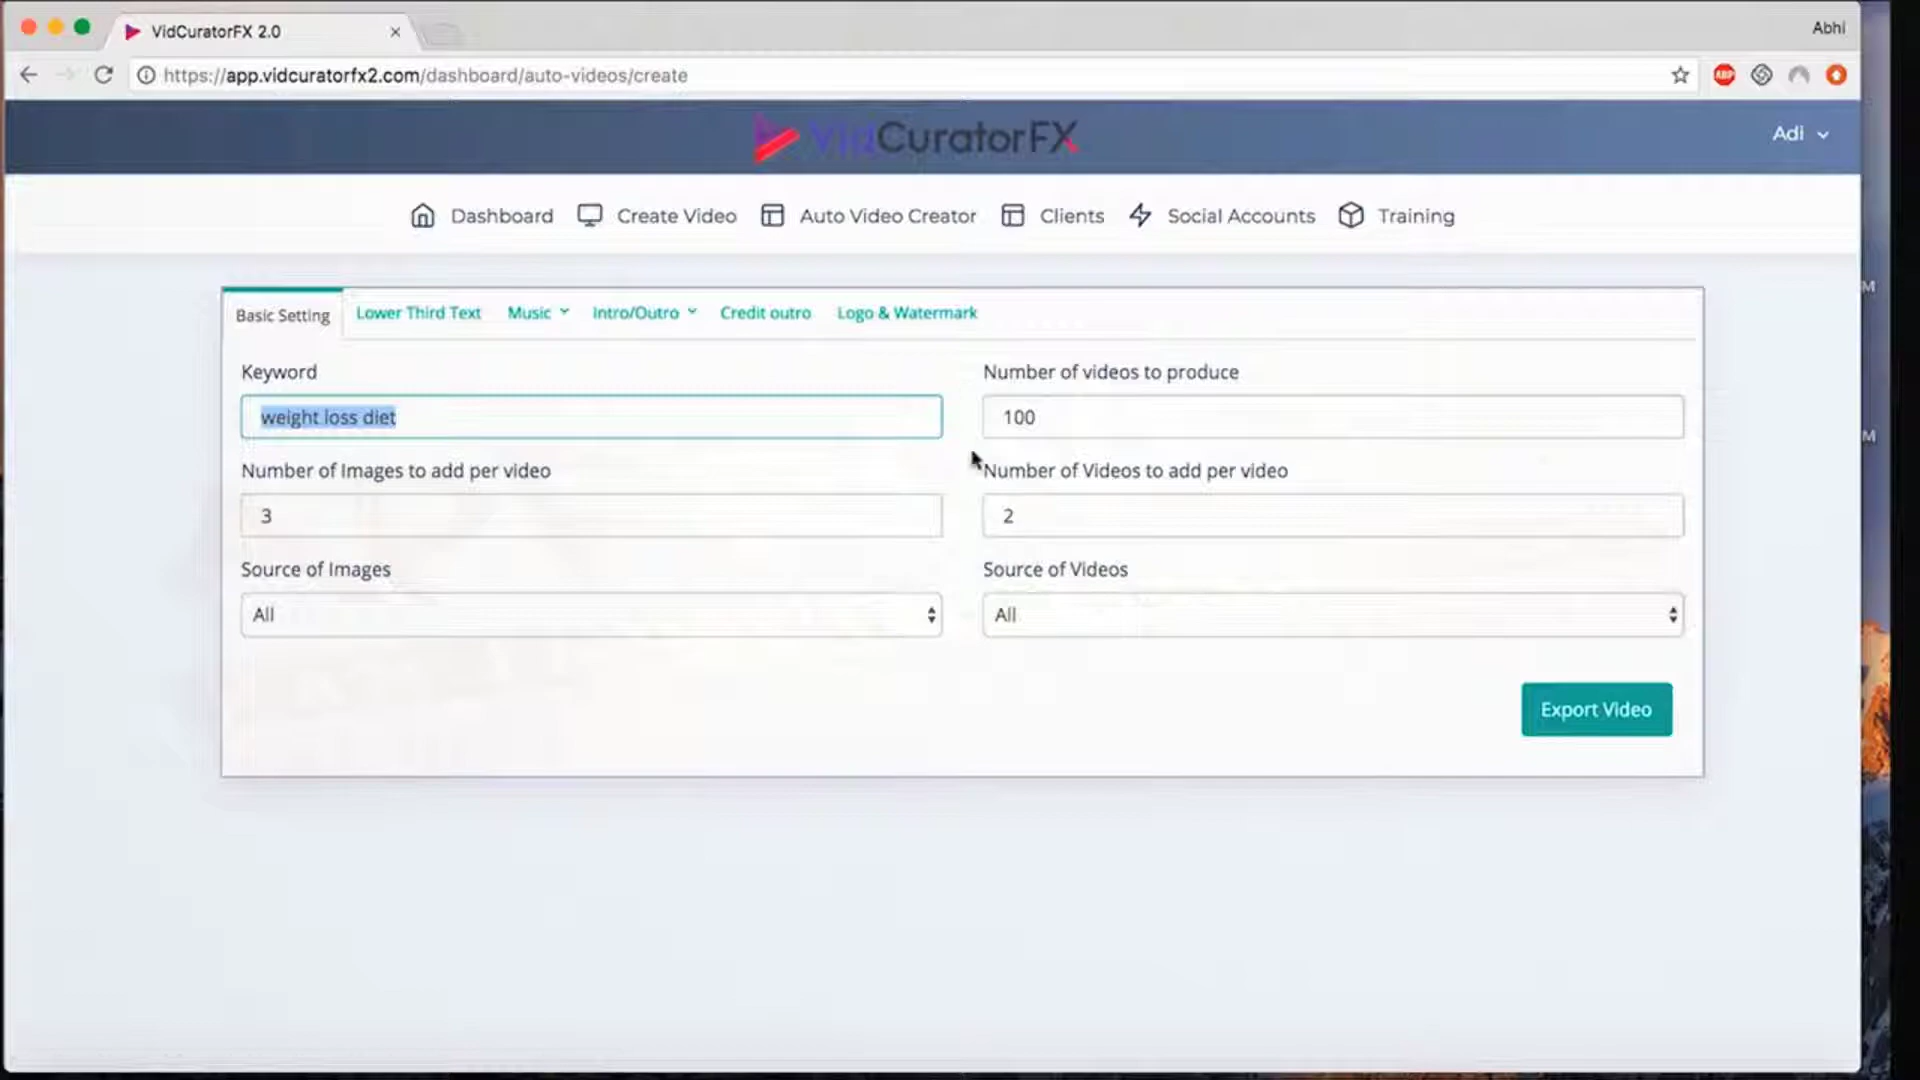 VidCuratorFX 2.0
Abhi
https://app.vidcuratorfx2.com/dashboard/auto-videos/create
ABP
VidCuratorFX
Adi
Dashboard Create Video Auto Video Creator Clients Social Accounts Training
Basic Setting Lower Third Text Music Intro/Outro Credit outro Logo & Watermark
Keyword Number of videos to produce
weight loss diet 100
Number of Images to add per video Number of Videos to add per video
3 2
Source of Images Source of Videos
All All
Export Video
M
M